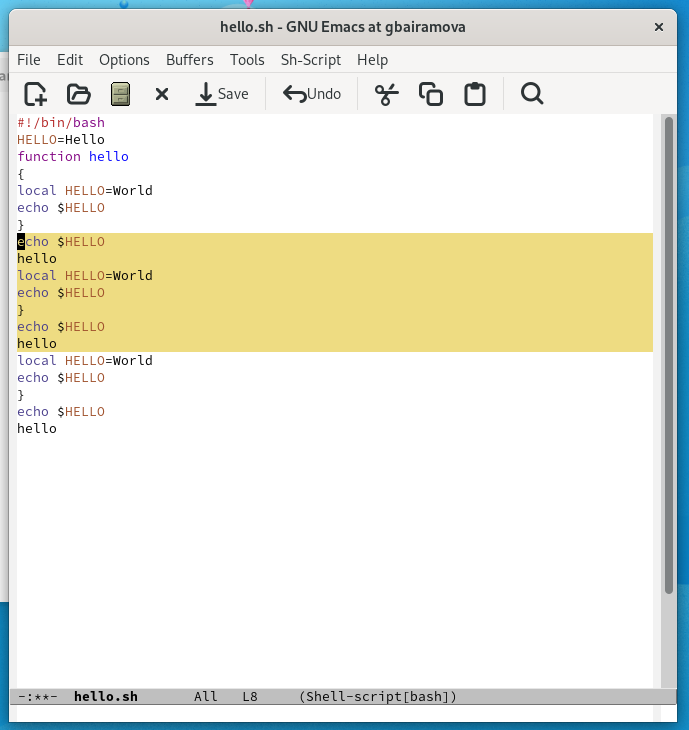 hello.sh - GNU Emacs at gbairamova
File Edit Options Buffers Tools Sh-Script Help
Save Undo
#!/bin/bash
HELLO=Hello
function hello
{
local HELLO=World
echo $HELLO
}
echo $HELLO
hello
local HELLO=World
echo $HELLO
}
echo $HELLO
hello
local HELLO=World
echo $HELLO
}
echo $HELLO
hello
-:**- hello.sh All L8 (Shell-script[bash])